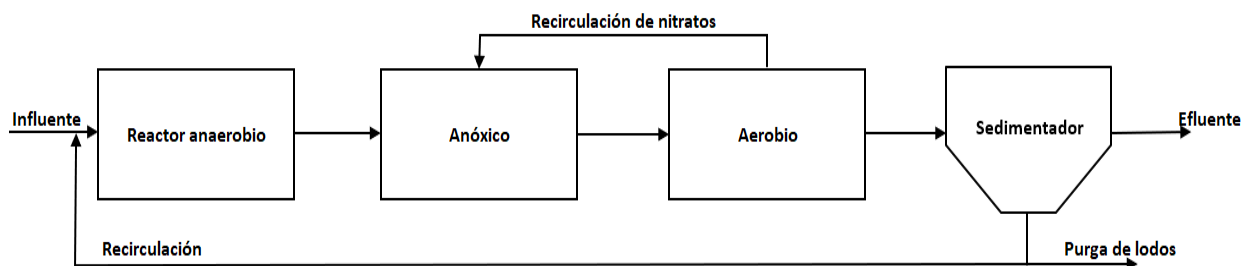 Recirculación de nitratos
Influente
Reactor anaerobio
Anóxico
Aerobio
Sedimentador
Efluente
Recirculación
Purga de lodos